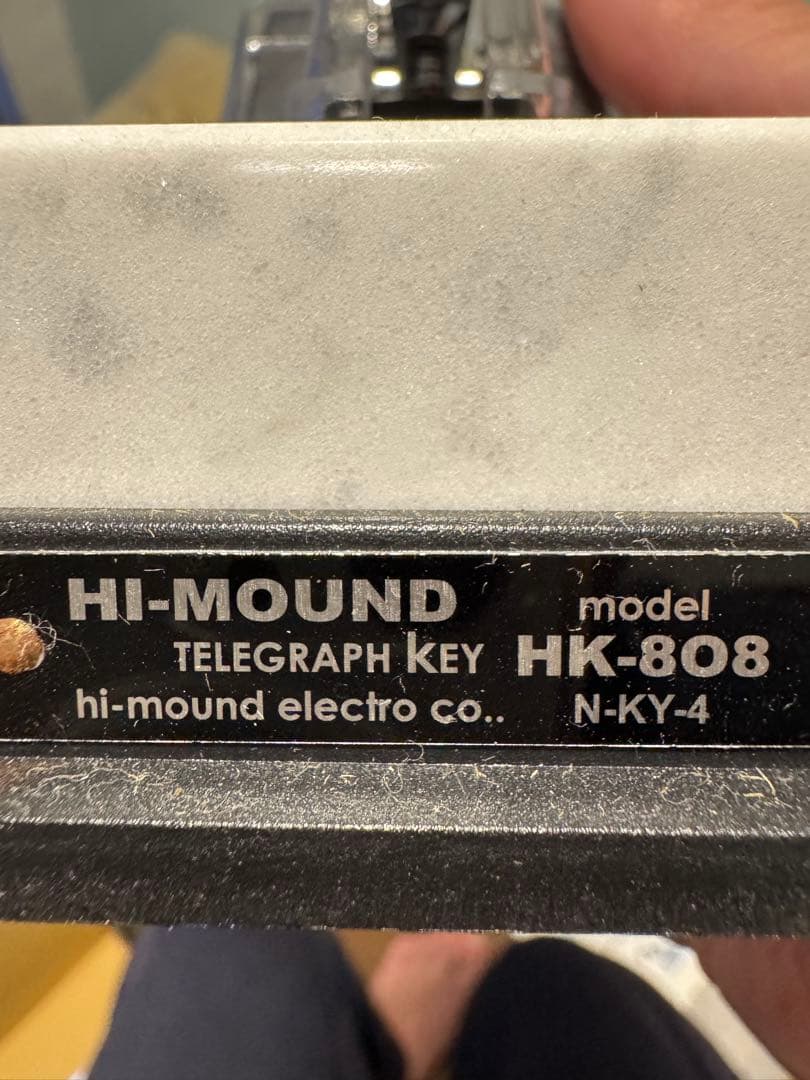 HI-MOUND
TELEGRAPH KEY
hi-mound electro co..
model
HK-808
N-KY-4